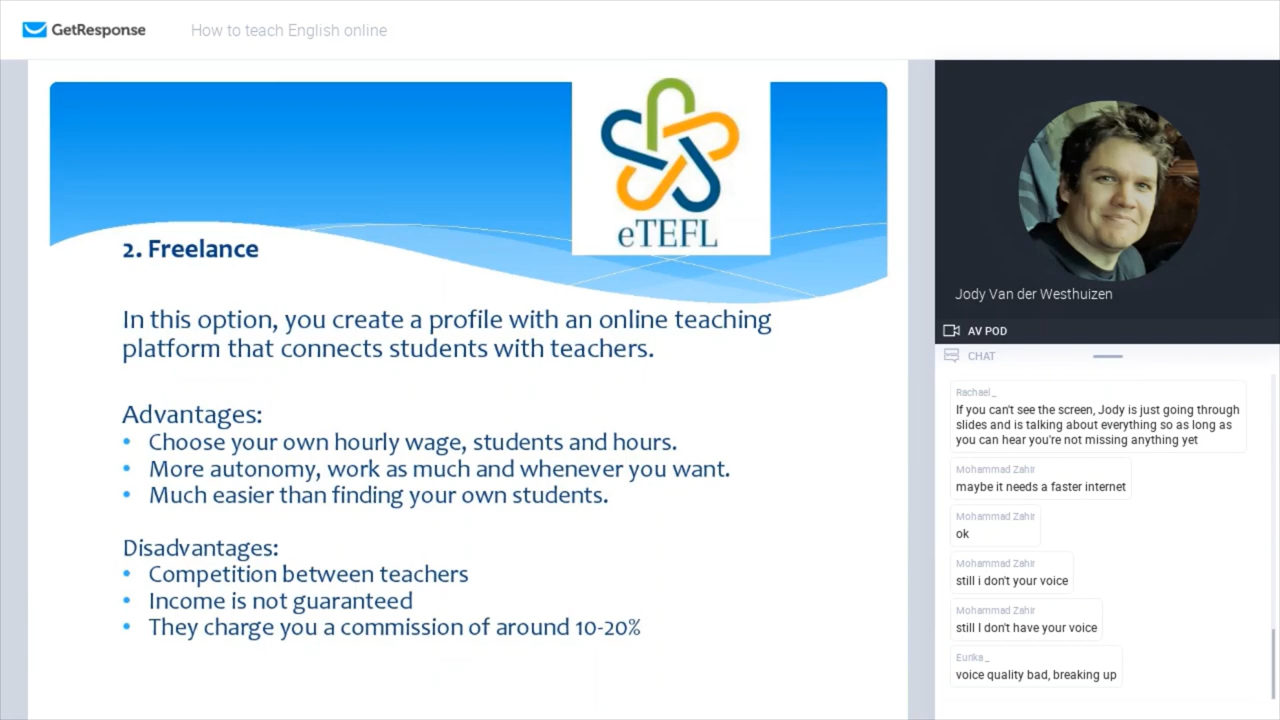 GetResponse
How to teach English online
eTEFL
2. Freelance
In this option, you create a profile with an online teaching
platform that connects students with teachers.
Advantages:
• Choose your own hourly wage, students and hours.
• More autonomy, work as much and whenever you want.
• Much easier than finding your own students.
Disadvantages:
• Competition between teachers
• Income is not guaranteed
• They charge you a commission of around 10-20%
Jody Van der Westhuizen
AV POD
CHAT
Rachael_
If you can't see the screen, Jody is just going through
slides and is talking about everything so as long as
you can hear you're not missing anything yet
Mohammad Zahir
maybe it needs a faster internet
Mohammad Zahir
ok
Mohammad Zahir
still i don't your voice
Mohammad Zahir
still I don't have your voice
Eurika_
voice quality bad, breaking up